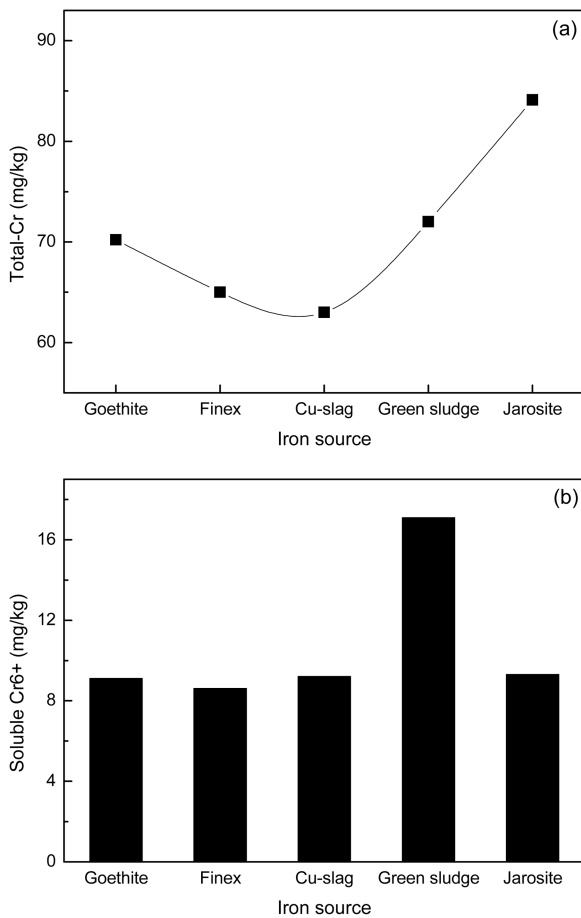 (a)
90
80
70
60
Total-Cr (mg/kg)
Goethite Finex Cu-slag Green sludge Jarosite
Iron source
(b)
16
12
8
4
0
Soluble Cr6+ (mg/kg)
Goethite Finex Cu-slag Green sludge Jarosite
Iron source